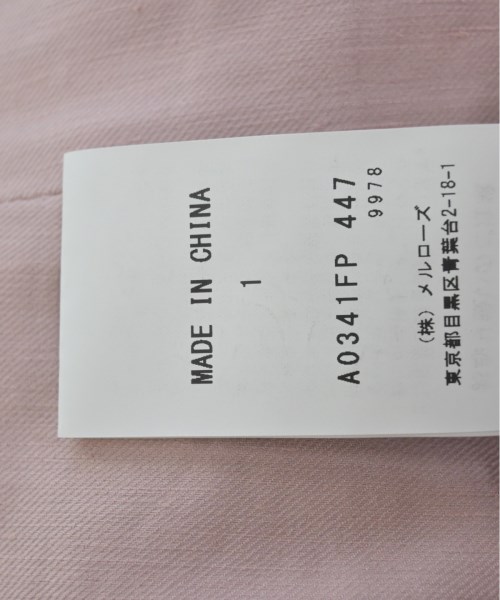 MADE IN CHINA
1
A0341FP 447
9978
(株) メルローズ
東京都目黒区青葉台2-18-1